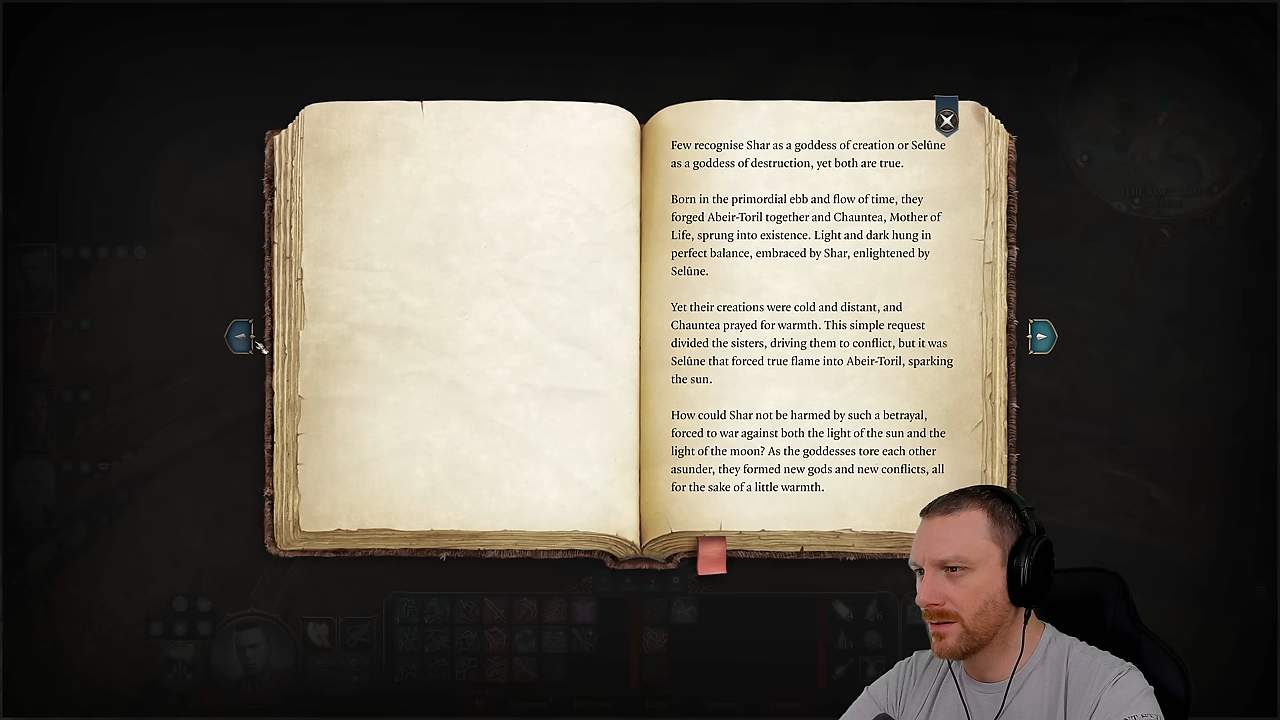 Few recognise Shar as a goddess of creation or Selûne
as a goddess of destruction, yet both are true.
Born in the primordial ebb and flow of time, they
forged Abeir-Toril together and Chauntea, Mother of
Life, sprung into existence. Light and dark hung in
perfect balance, embraced by Shar, enlightened by
Selûne.
Yet their creations were cold and distant, and
Chauntea prayed for warmth. This simple request
divided the sisters, driving them to conflict, but it was
Selûne that forced true flame into Abeir-Toril, sparking
the sun.
How could Shar not be harmed by such a betrayal,
forced to war against both the light of the sun and the
light of the moon? As the goddesses tore each other
asunder, they formed new gods and new conflicts, all
for the sake of a little warmth.